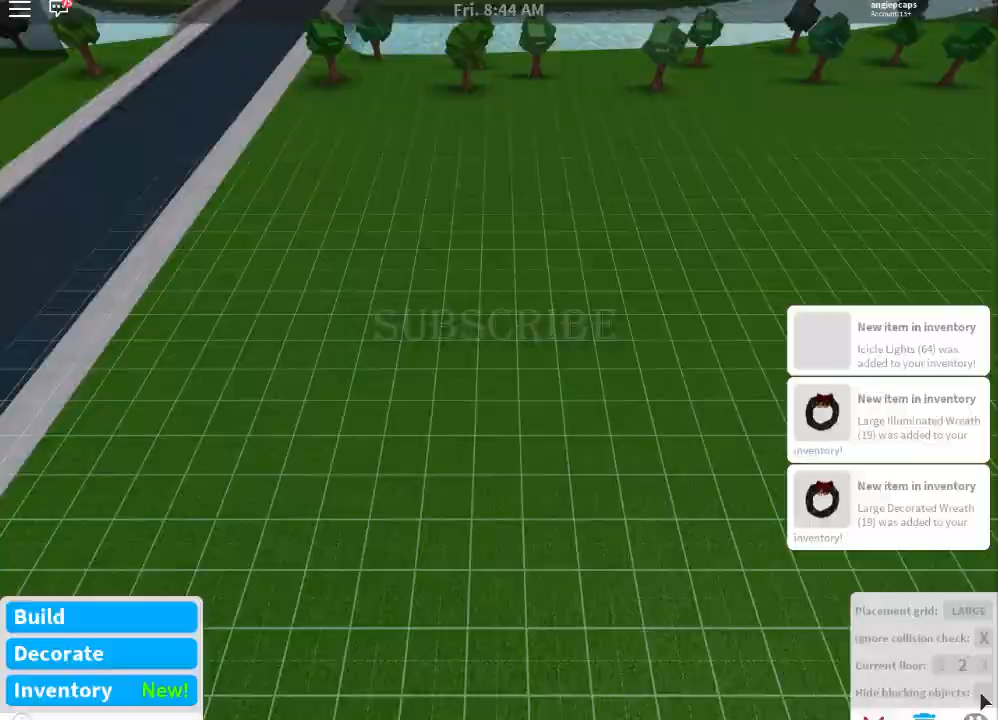 Fri. 8:44 AM
angiepcaps
Account: 13+
SUBSCRIBE
New item in inventory
Icicle Lights (64) was
added to your inventory!
New item in inventory
Large Illuminated Wreath
(19) was added to your
inventory!
New item in inventory
Large Decorated Wreath
(19) was added to your
inventory!
Build
Decorate
Inventory New!
Placement grid: LARGE
Ignore collision check: X
Current floor: 2
Hide blocking objects: